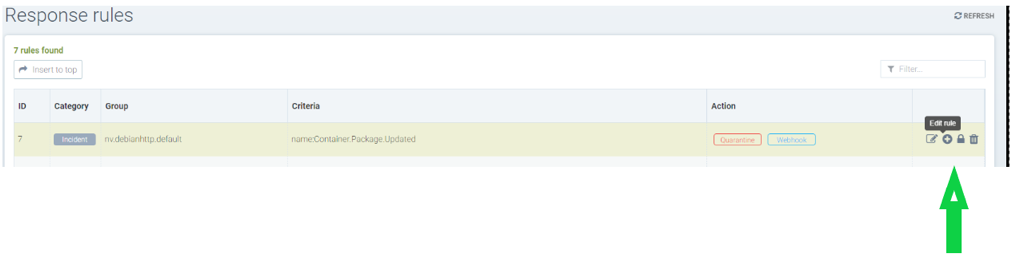 Response rules
REFRESH
7 rules found
Insert to top
Filter...
ID Category Group Criteria Action
Edit rule
7 Incident nv.debianhttp.default name:Container.Package.Updated Quarantine Webhook